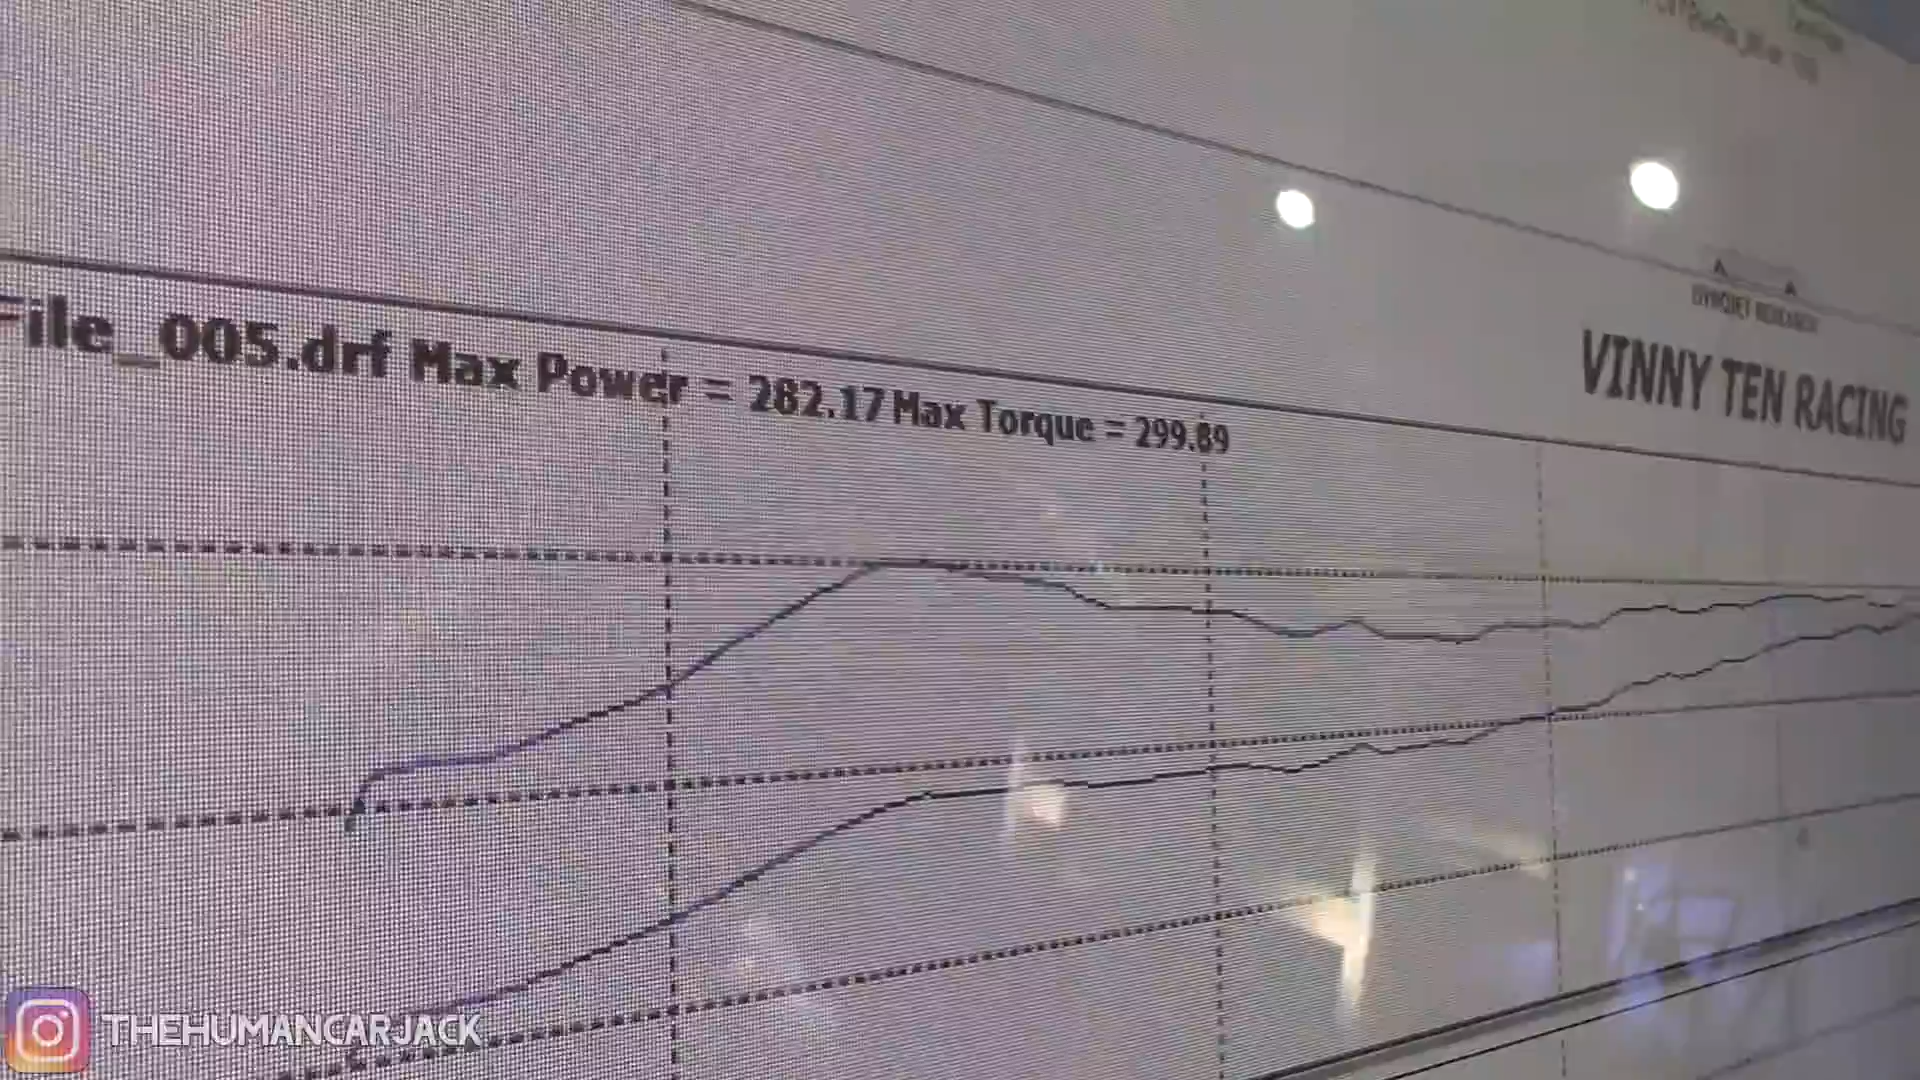 File_005.drf Max Power = 282.17 Max Torque = 299.89
DYNOJET RESEARCH
VINNY TEN RACING
THEHUMANCARJACK